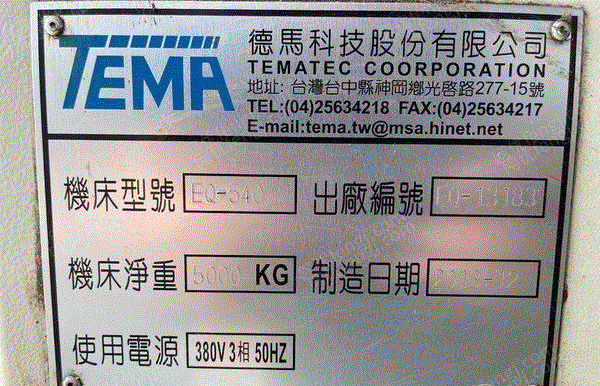 TEMA
德馬科技股份有限公司
TEMATEC COORPORATION
地址: 台灣台中縣神岡鄉光啓路277-15號
TEL:(04)25634218 FAX:(04)25634217
E-mail:tema.tw@msa.hinet.net
機床型號 EQ-540 出廠編號
機床淨重 5000 KG 制造日期
使用電源 380V 3相 50HZ